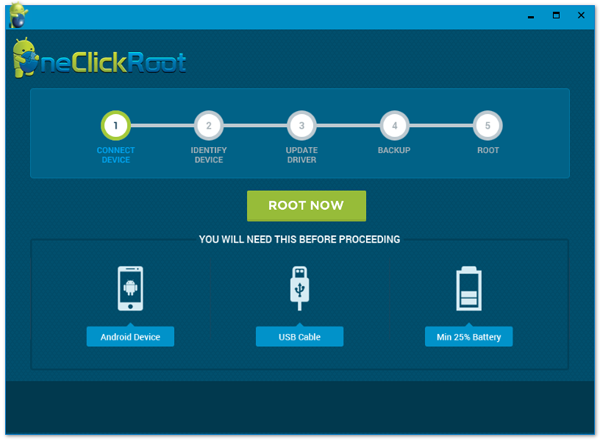 OneClickRoot
1 2 3 4 5
CONNECT DEVICE
IDENTIFY DEVICE
UPDATE DRIVER
BACKUP
ROOT
ROOT NOW
YOU WILL NEED THIS BEFORE PROCEEDING
Android Device
USB Cable
Min 25% Battery